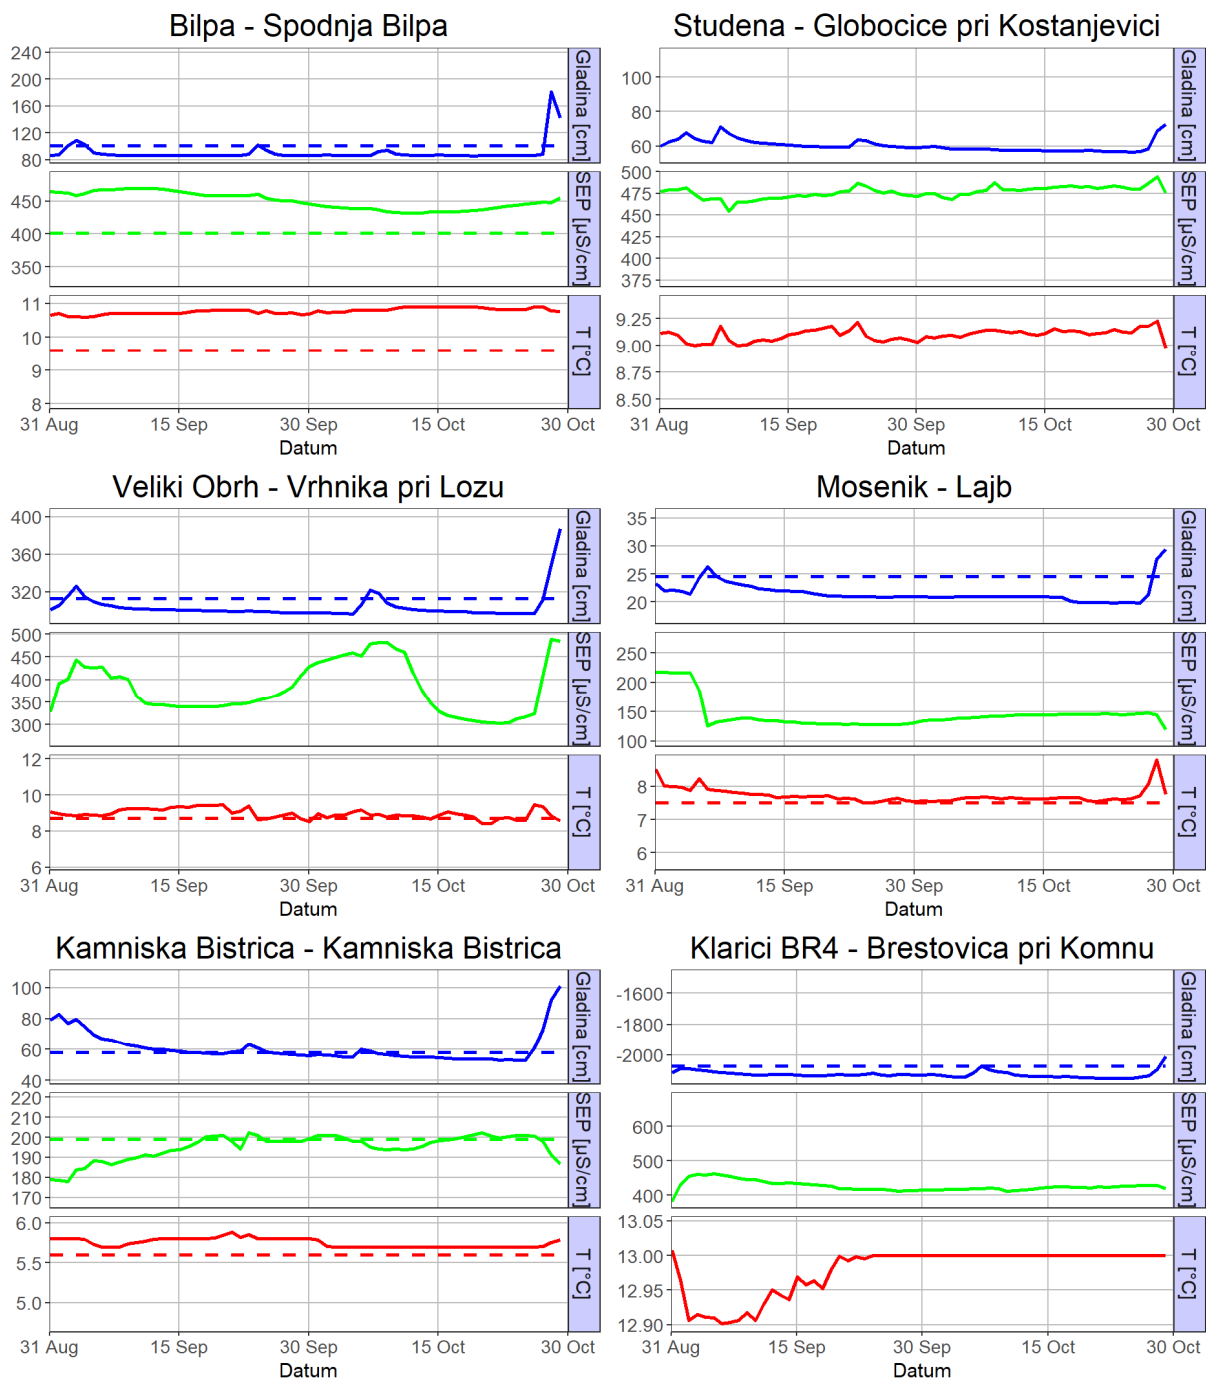 Bilpa - Spodnja Bilpa
240
200
160
120
80
Gladina [cm]
450
400
350
SEP [µS/cm]
11
10
9
8
T [°C]
31 Aug 15 Sep 30 Sep 15 Oct 30 Oct
Datum
Studena - Globocice pri Kostanjevici
100
80
60
Gladina [cm]
500
475
450
425
400
375
SEP [µS/cm]
9.25
9.00
8.75
8.50
T [°C]
31 Aug 15 Sep 30 Sep 15 Oct 30 Oct
Datum
Veliki Obrh - Vrhnika pri Lozu
400
360
320
Gladina [cm]
500
450
400
350
300
SEP [µS/cm]
12
10
8
6
T [°C]
31 Aug 15 Sep 30 Sep 15 Oct 30 Oct
Datum
Mosenik - Lajb
35
30
25
20
Gladina [cm]
250
200
150
100
SEP [µS/cm]
8
7
6
T [°C]
31 Aug 15 Sep 30 Sep 15 Oct 30 Oct
Datum
Kamniska Bistrica - Kamniska Bistrica
100
80
60
40
Gladina [cm]
220
210
200
190
180
170
SEP [µS/cm]
6.0
5.5
5.0
T [°C]
31 Aug 15 Sep 30 Sep 15 Oct 30 Oct
Datum
Klarici BR4 - Brestovica pri Komnu
-1600
-1800
-2000
Gladina [cm]
600
500
400
SEP [µS/cm]
13.05
13.00
12.95
12.90
T [°C]
31 Aug 15 Sep 30 Sep 15 Oct 30 Oct
Datum